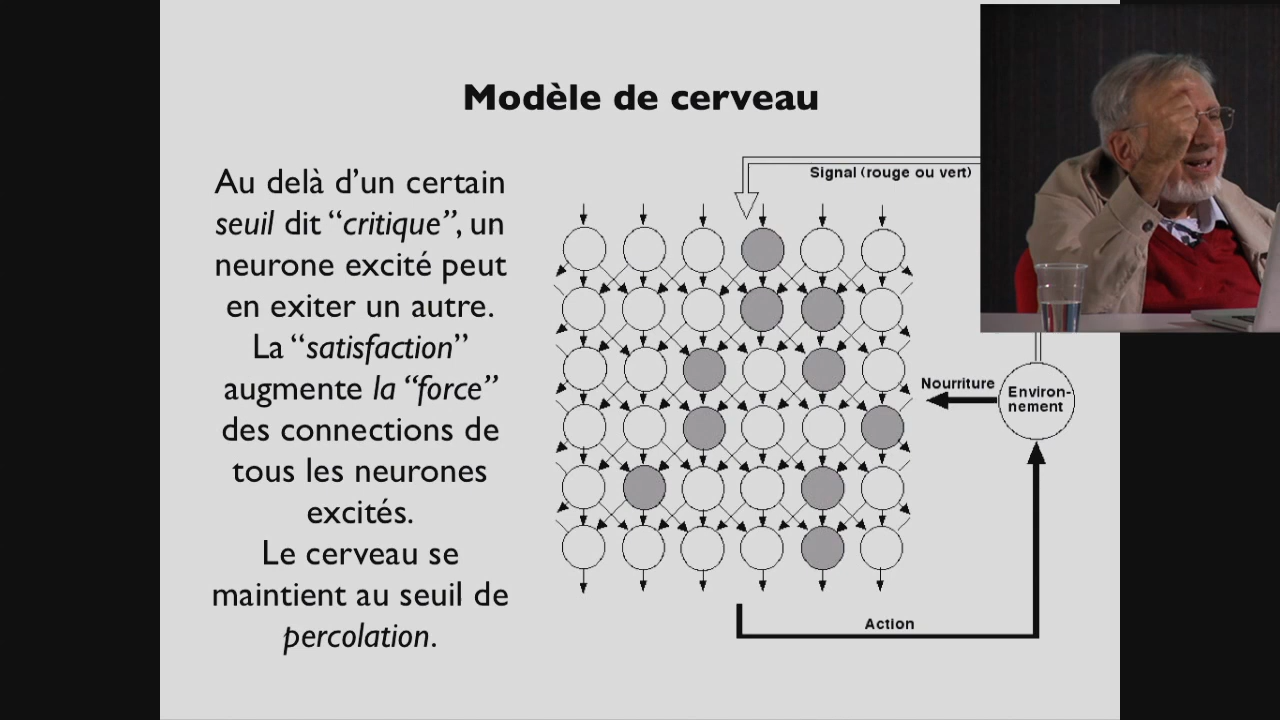 Modèle de cerveau
Au delà d’un certain
seuil dit “critique”, un
neurone excité peut
en exiter un autre.
La “satisfaction”
augmente la “force”
des connections de
tous les neurones
excités.
Le cerveau se
maintient au seuil de
percolation.
Signal (rouge ou vert)
Nourriture
Environ-
nement
Action